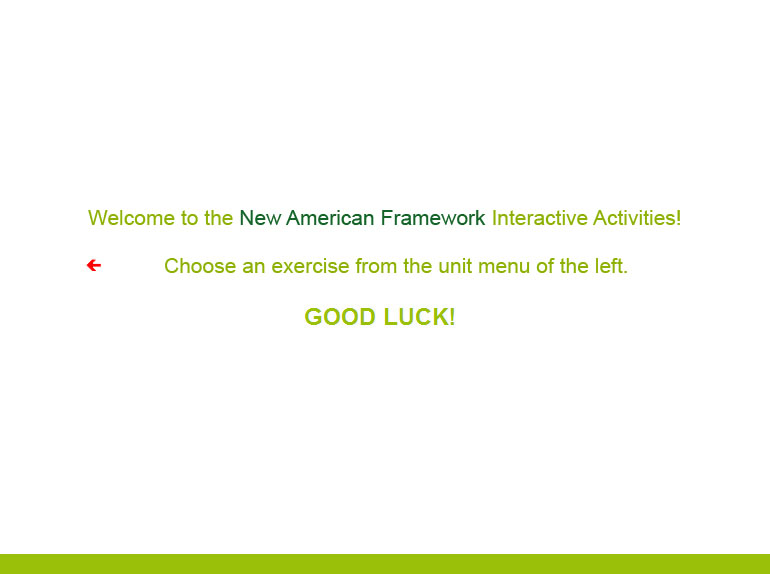 Welcome to the New American Framework Interactive Activities!
Choose an exercise from the unit menu of the left.
GOOD LUCK!